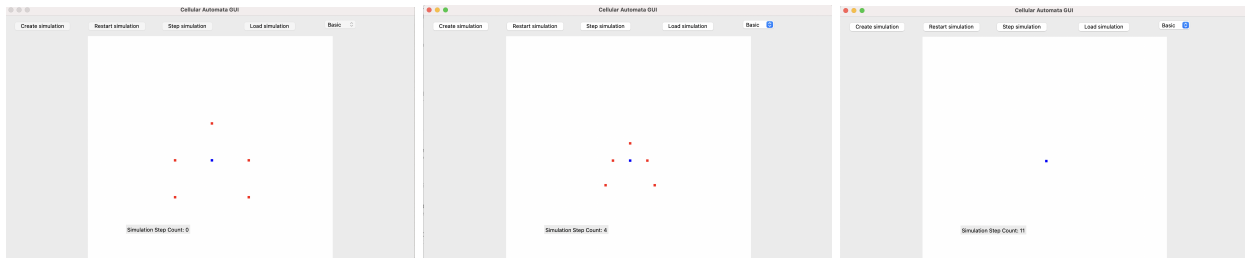 Cellular Automata GUI
Create simulation Restart simulation Step simulation Load simulation Basic
Simulation Step Count: 0
Cellular Automata GUI
Create simulation Restart simulation Step simulation Load simulation Basic
Simulation Step Count: 4
Cellular Automata GUI
Create simulation Restart simulation Step simulation Load simulation Basic
Simulation Step Count: 11